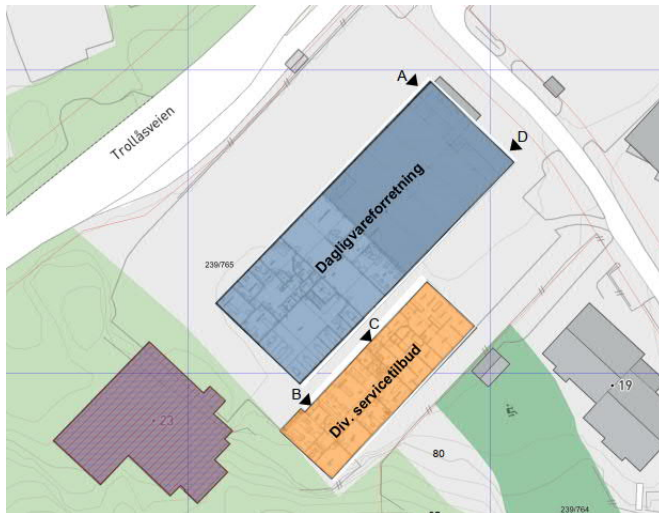 A
D
Trollåsveien
Dagligvareforretning
239/765
C
Div. servicetilbud
B
19
23
80
239/764